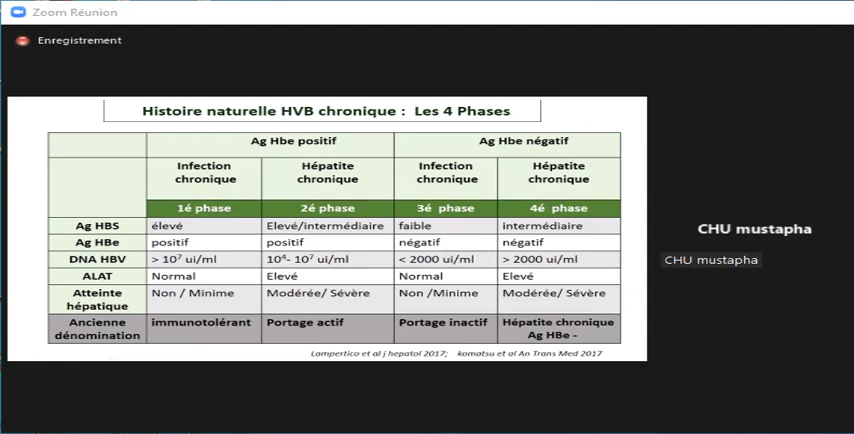 Zoom Réunion
Enregistrement
Histoire naturelle HVB chronique : Les 4 Phases
Ag Hbe positif Ag Hbe négatif
Infection chronique Hépatite chronique Infection chronique Hépatite chronique
1é phase 2é phase 3é phase 4é phase
Ag HBS élevé Elevé/intermédiaire faible intermédiaire
Ag HBe positif positif négatif négatif
DNA HBV > 10⁷ ui/ml 10⁴- 10⁷ ui/ml < 2000 ui/ml > 2000 ui/ml
ALAT Normal Elevé Normal Elevé
Atteinte hépatique Non / Minime Modérée/ Sévère Non /Minime Modérée/ Sévère
Ancienne dénomination immunotolérant Portage actif Portage inactif Hépatite chronique Ag HBe -
Lampertico et al j hepatol 2017; komatsu et al An Trans Med 2017
CHU mustapha
CHU mustapha